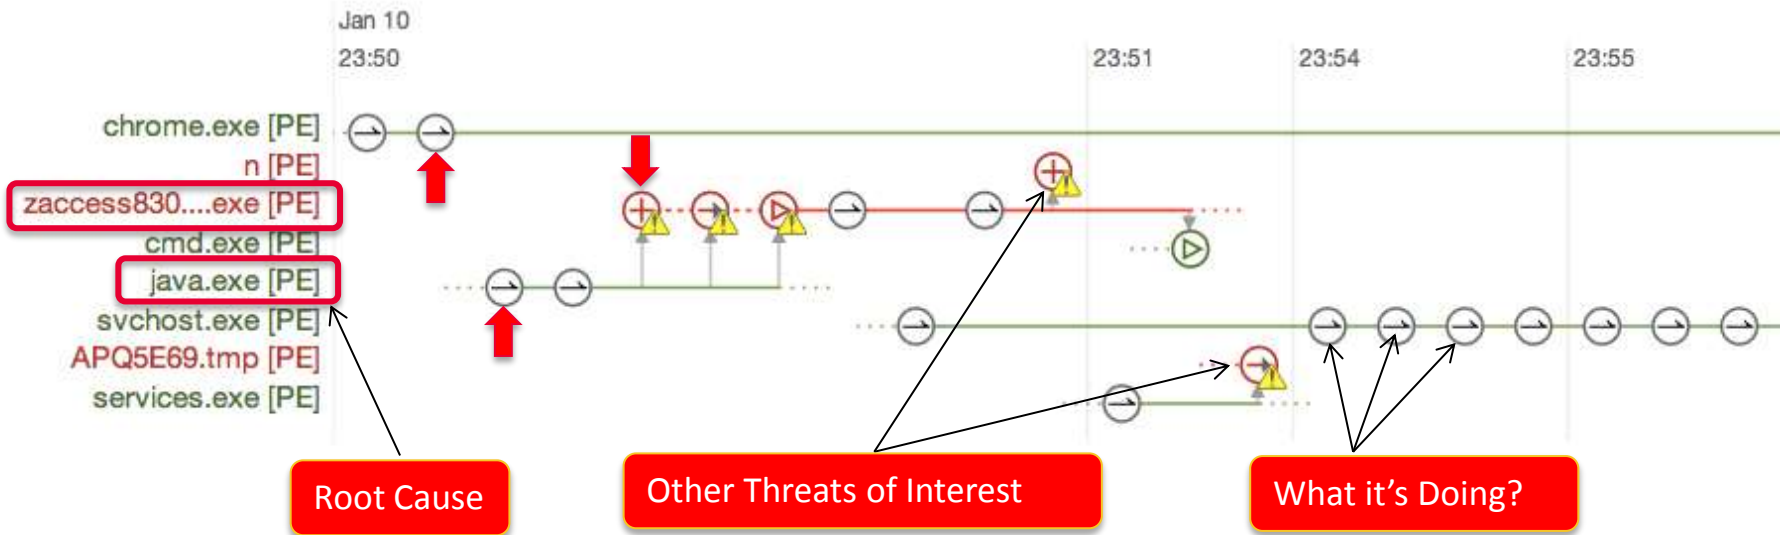 Jan 10
23:50
23:51
23:54
23:55
chrome.exe [PE]
n [PE]
zaccess830....exe [PE]
cmd.exe [PE]
java.exe [PE]
svchost.exe [PE]
APQ5E69.tmp [PE]
services.exe [PE]
Root Cause
Other Threats of Interest
What it’s Doing?